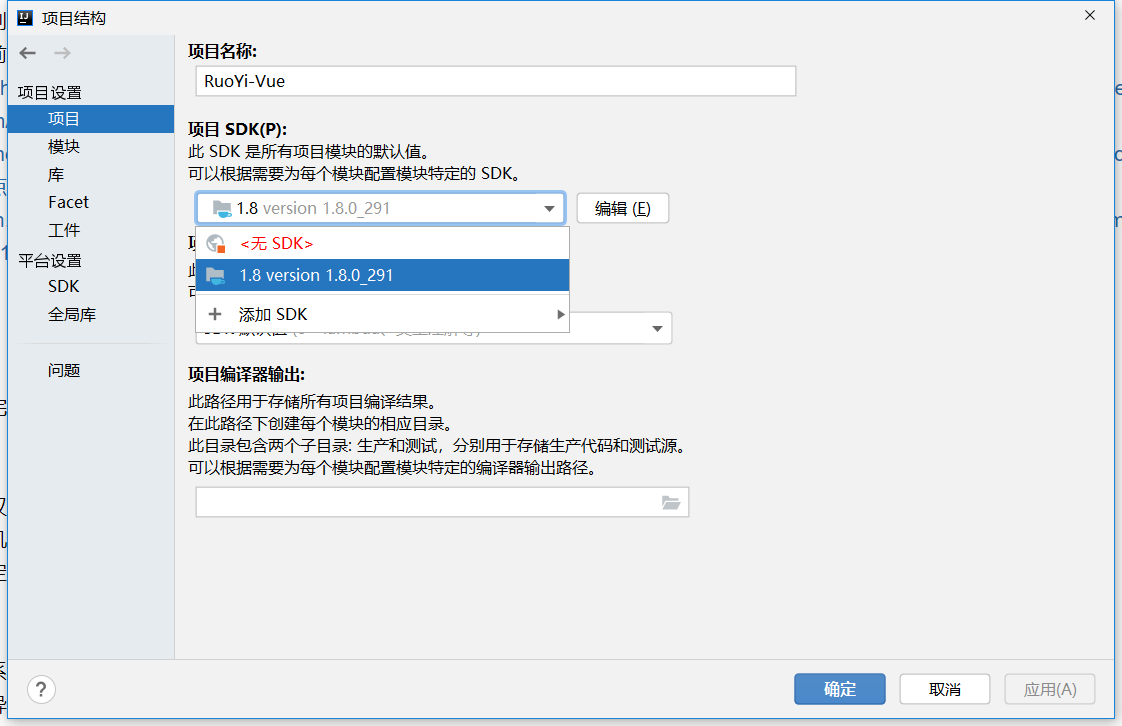 项目结构
项目设置
项目
模块
库
Facet
工件
平台设置
SDK
全局库
问题
项目名称:
RuoYi-Vue
项目 SDK(P):
此 SDK 是所有项目模块的默认值。
可以根据需要为每个模块配置模块特定的 SDK。
1.8 version 1.8.0_291
编辑 (E)
<无 SDK>
1.8 version 1.8.0_291
添加 SDK
项目编译器输出:
此路径用于存储所有项目编译结果。
在此路径下创建每个模块的相应目录。
此目录包含两个子目录: 生产和测试，分别用于存储生产代码和测试源。
可以根据需要为每个模块配置模块特定的编译器输出路径。
?
确定
取消
应用(A)